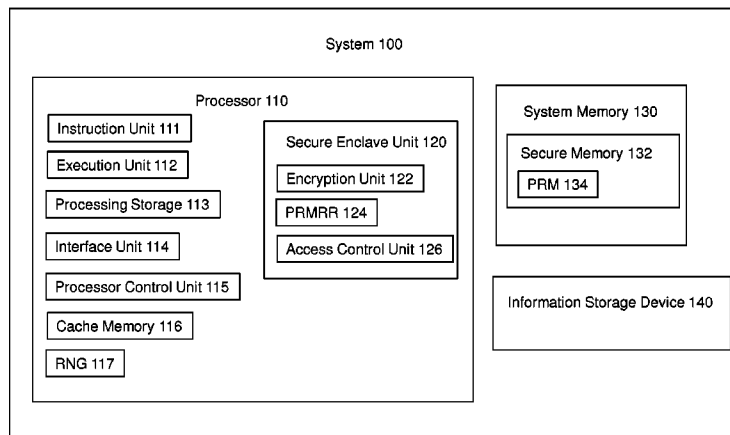 System 100
Processor 110
Instruction Unit 111
Execution Unit 112
Processing Storage 113
Interface Unit 114
Processor Control Unit 115
Cache Memory 116
RNG 117
Secure Enclave Unit 120
Encryption Unit 122
PRMRR 124
Access Control Unit 126
System Memory 130
Secure Memory 132
PRM 134
Information Storage Device 140